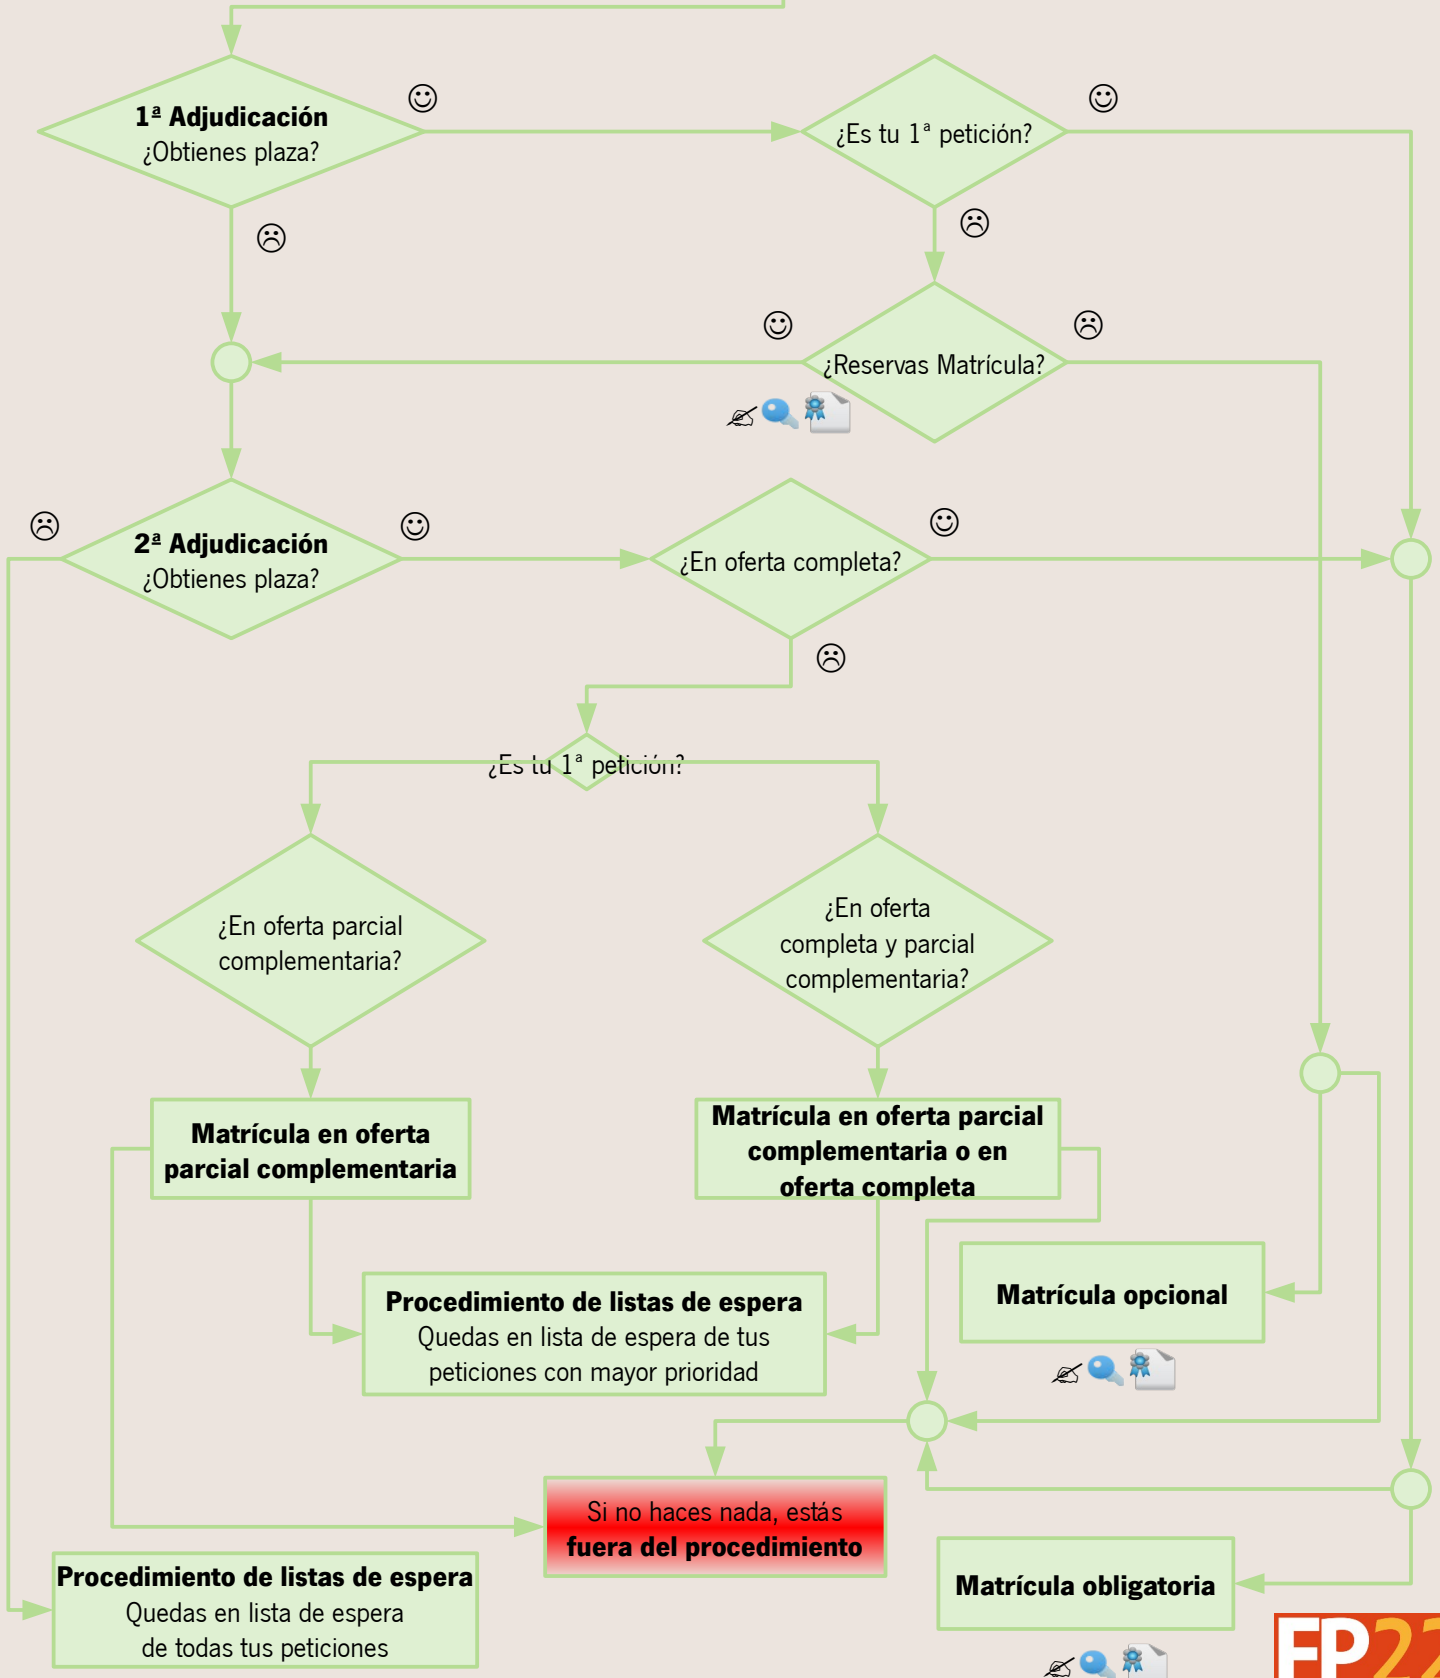 1ª Adjudicación
¿Obtienes plaza?
¿Es tu 1ª petición?
¿Reservas Matrícula?
2ª Adjudicación
¿Obtienes plaza?
¿En oferta completa?
¿Es tu 1ª petición?
¿En oferta parcial
complementaria?
¿En oferta
completa y parcial
complementaria?
Matrícula en oferta
parcial complementaria
Matrícula en oferta parcial
complementaria o en
oferta completa
Procedimiento de listas de espera
Quedas en lista de espera de tus
peticiones con mayor prioridad
Matrícula opcional
Si no haces nada, estás
fuera del procedimiento
Procedimiento de listas de espera
Quedas en lista de espera
de todas tus peticiones
Matrícula obligatoria
FP22